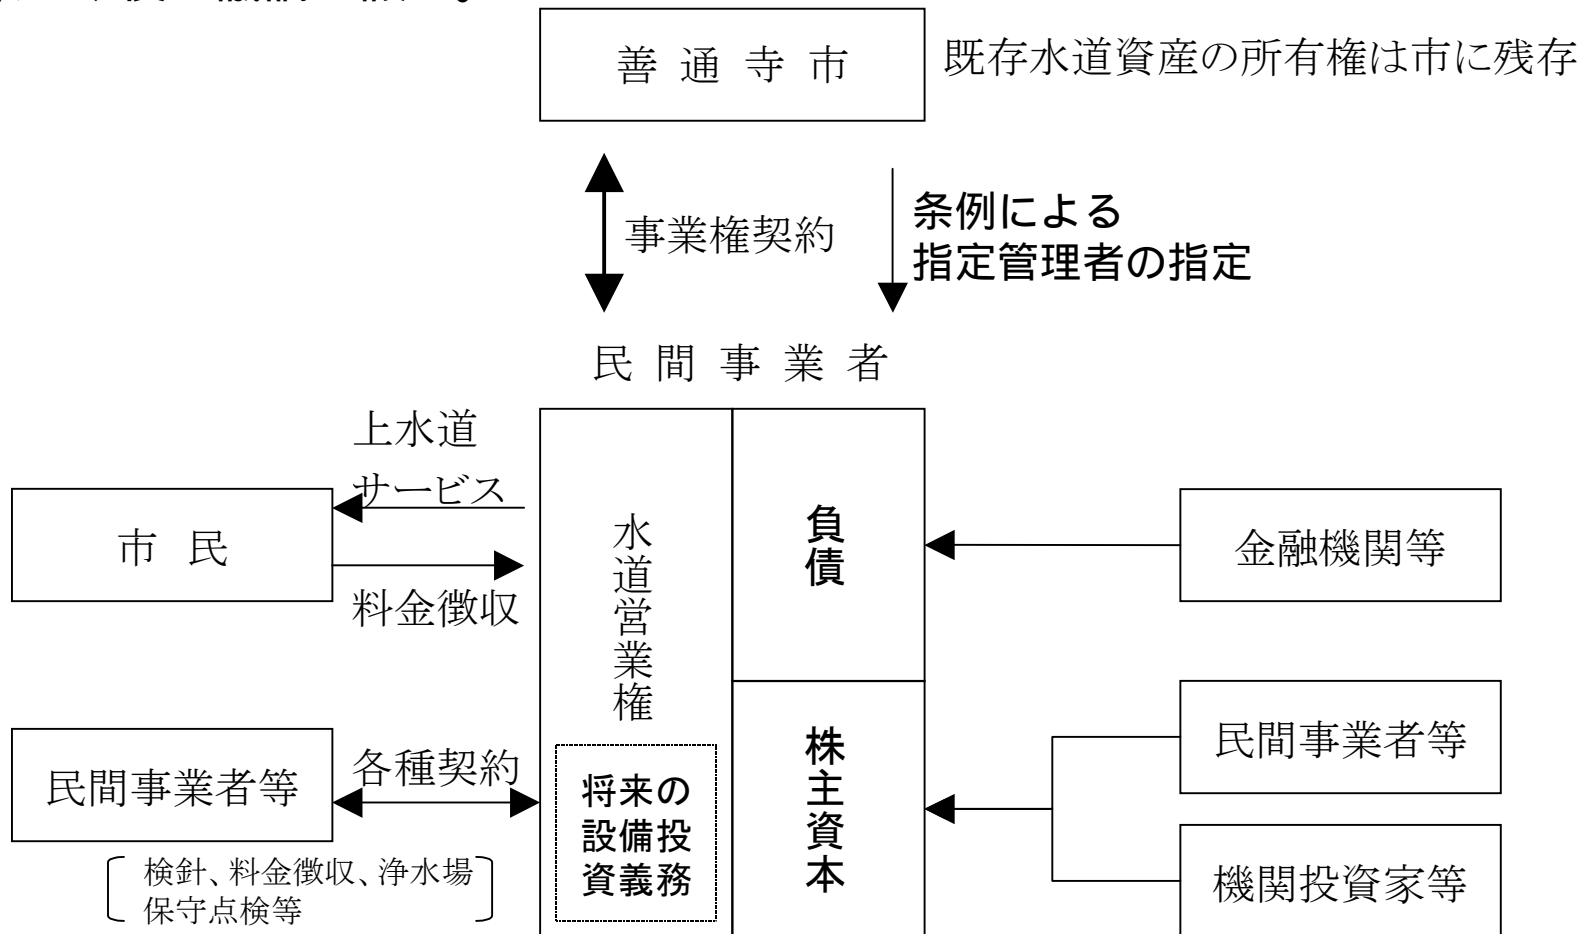 善通寺市
既存水道資産の所有権は市に残存
事業権契約
条例による
指定管理者の指定
民間事業者
上水道
サービス
市民
料金徴収
水道営業権
負債
金融機関等
民間事業者等
各種契約
検針、料金徴収、浄水場
保守点検等
将来の
設備投
資義務
株主資本
民間事業者等
機関投資家等